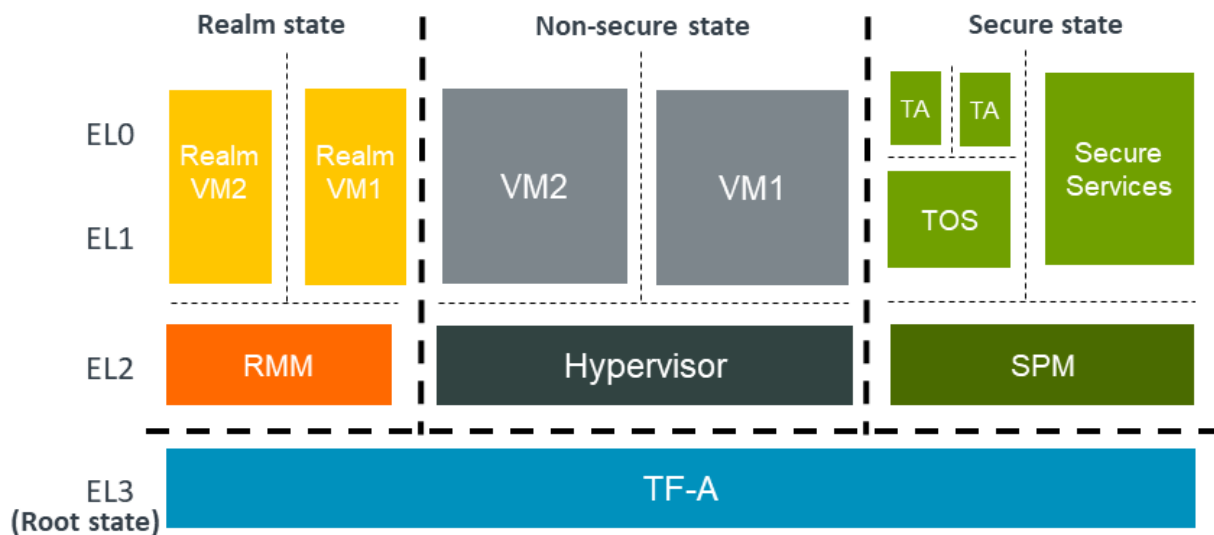 Realm state
Non-secure state
Secure state
EL0
Realm
VM2
Realm
VM1
VM2
VM1
TA
TA
Secure
Services
EL1
TOS
EL2
RMM
Hypervisor
SPM
EL3
(Root state)
TF-A